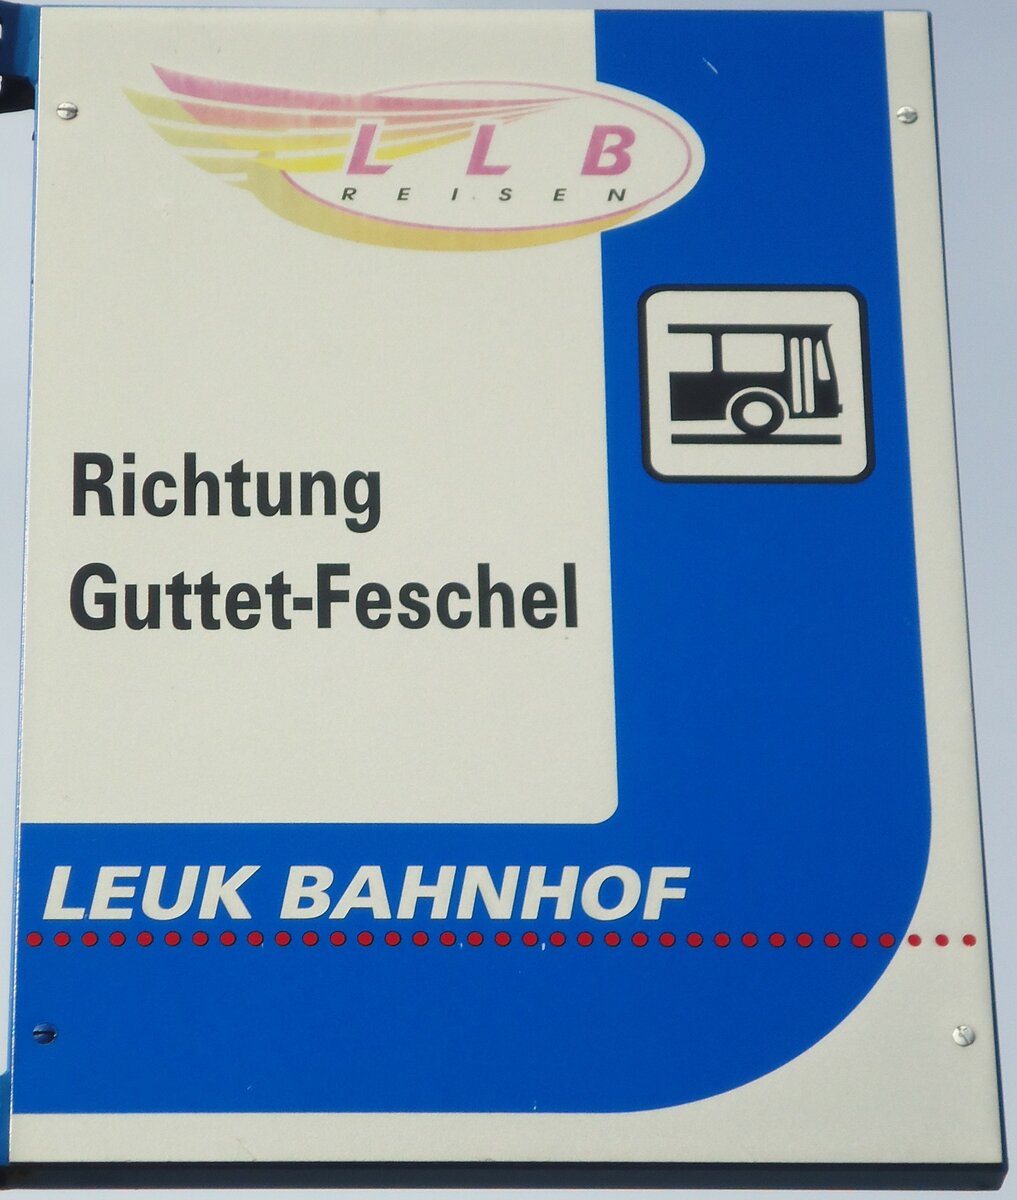 L L B
REISEN
Richtung
Guttet-Feschel
LEUK BAHNHOF